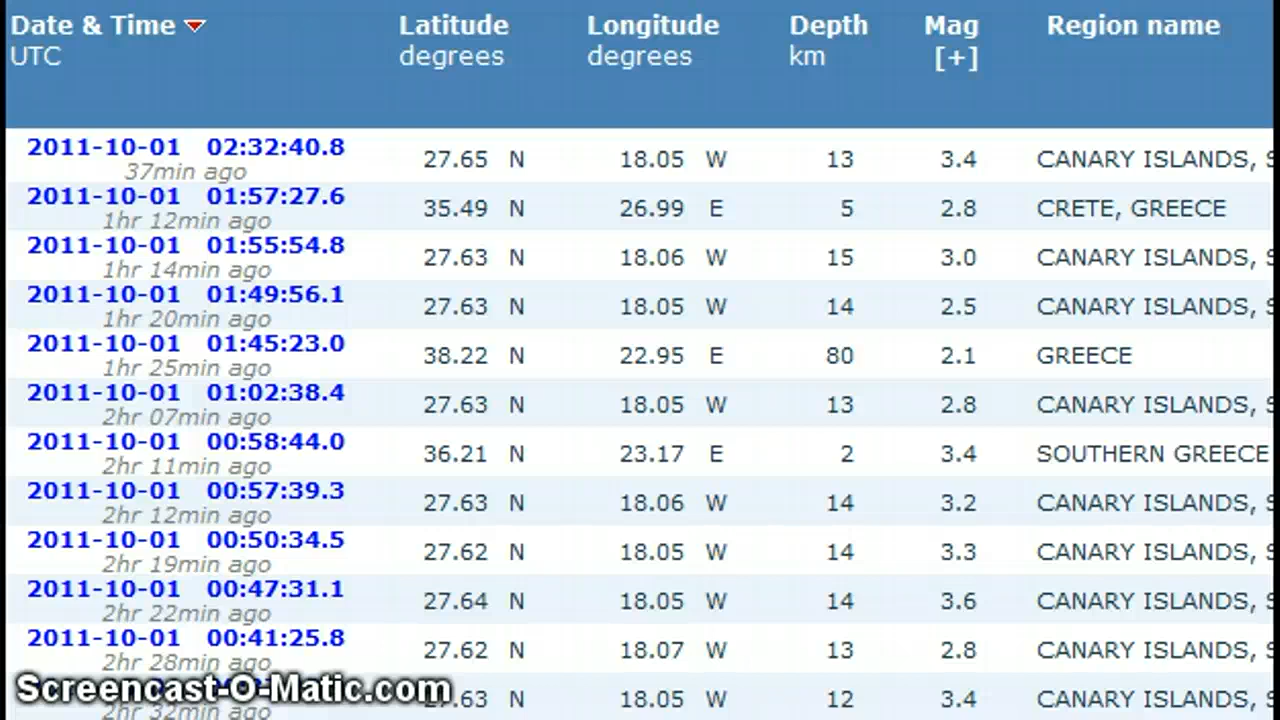 Date & Time Latitude Longitude Depth Mag Region name
UTC degrees degrees km [+]
2011-10-01 02:32:40.8 27.65 N 18.05 W 13 3.4 CANARY ISLANDS, S
37min ago
2011-10-01 01:57:27.6 35.49 N 26.99 E 5 2.8 CRETE, GREECE
1hr 12min ago
2011-10-01 01:55:54.8 27.63 N 18.06 W 15 3.0 CANARY ISLANDS, S
1hr 14min ago
2011-10-01 01:49:56.1 27.63 N 18.05 W 14 2.5 CANARY ISLANDS, S
1hr 20min ago
2011-10-01 01:45:23.0 38.22 N 22.95 E 80 2.1 GREECE
1hr 25min ago
2011-10-01 01:02:38.4 27.63 N 18.05 W 13 2.8 CANARY ISLANDS, S
2hr 07min ago
2011-10-01 00:58:44.0 36.21 N 23.17 E 2 3.4 SOUTHERN GREECE
2hr 11min ago
2011-10-01 00:57:39.3 27.63 N 18.06 W 14 3.2 CANARY ISLANDS, S
2hr 12min ago
2011-10-01 00:50:34.5 27.62 N 18.05 W 14 3.3 CANARY ISLANDS, S
2hr 19min ago
2011-10-01 00:47:31.1 27.64 N 18.05 W 14 3.6 CANARY ISLANDS, S
2hr 22min ago
2011-10-01 00:41:25.8 27.62 N 18.07 W 13 2.8 CANARY ISLANDS, S
2hr 28min ago
Screencast-O-Matic.com .63 N 18.05 W 12 3.4 CANARY ISLANDS, S
2hr 32min ago